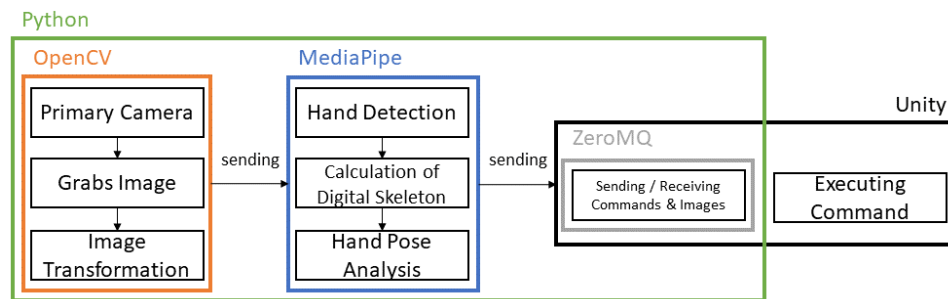 Python
OpenCV
MediaPipe
Unity
Primary Camera
Hand Detection
ZeroMQ
sending
sending
Grabs Image
Calculation of
Digital Skeleton
Sending / Receiving
Commands & Images
Executing
Command
Image
Transformation
Hand Pose
Analysis